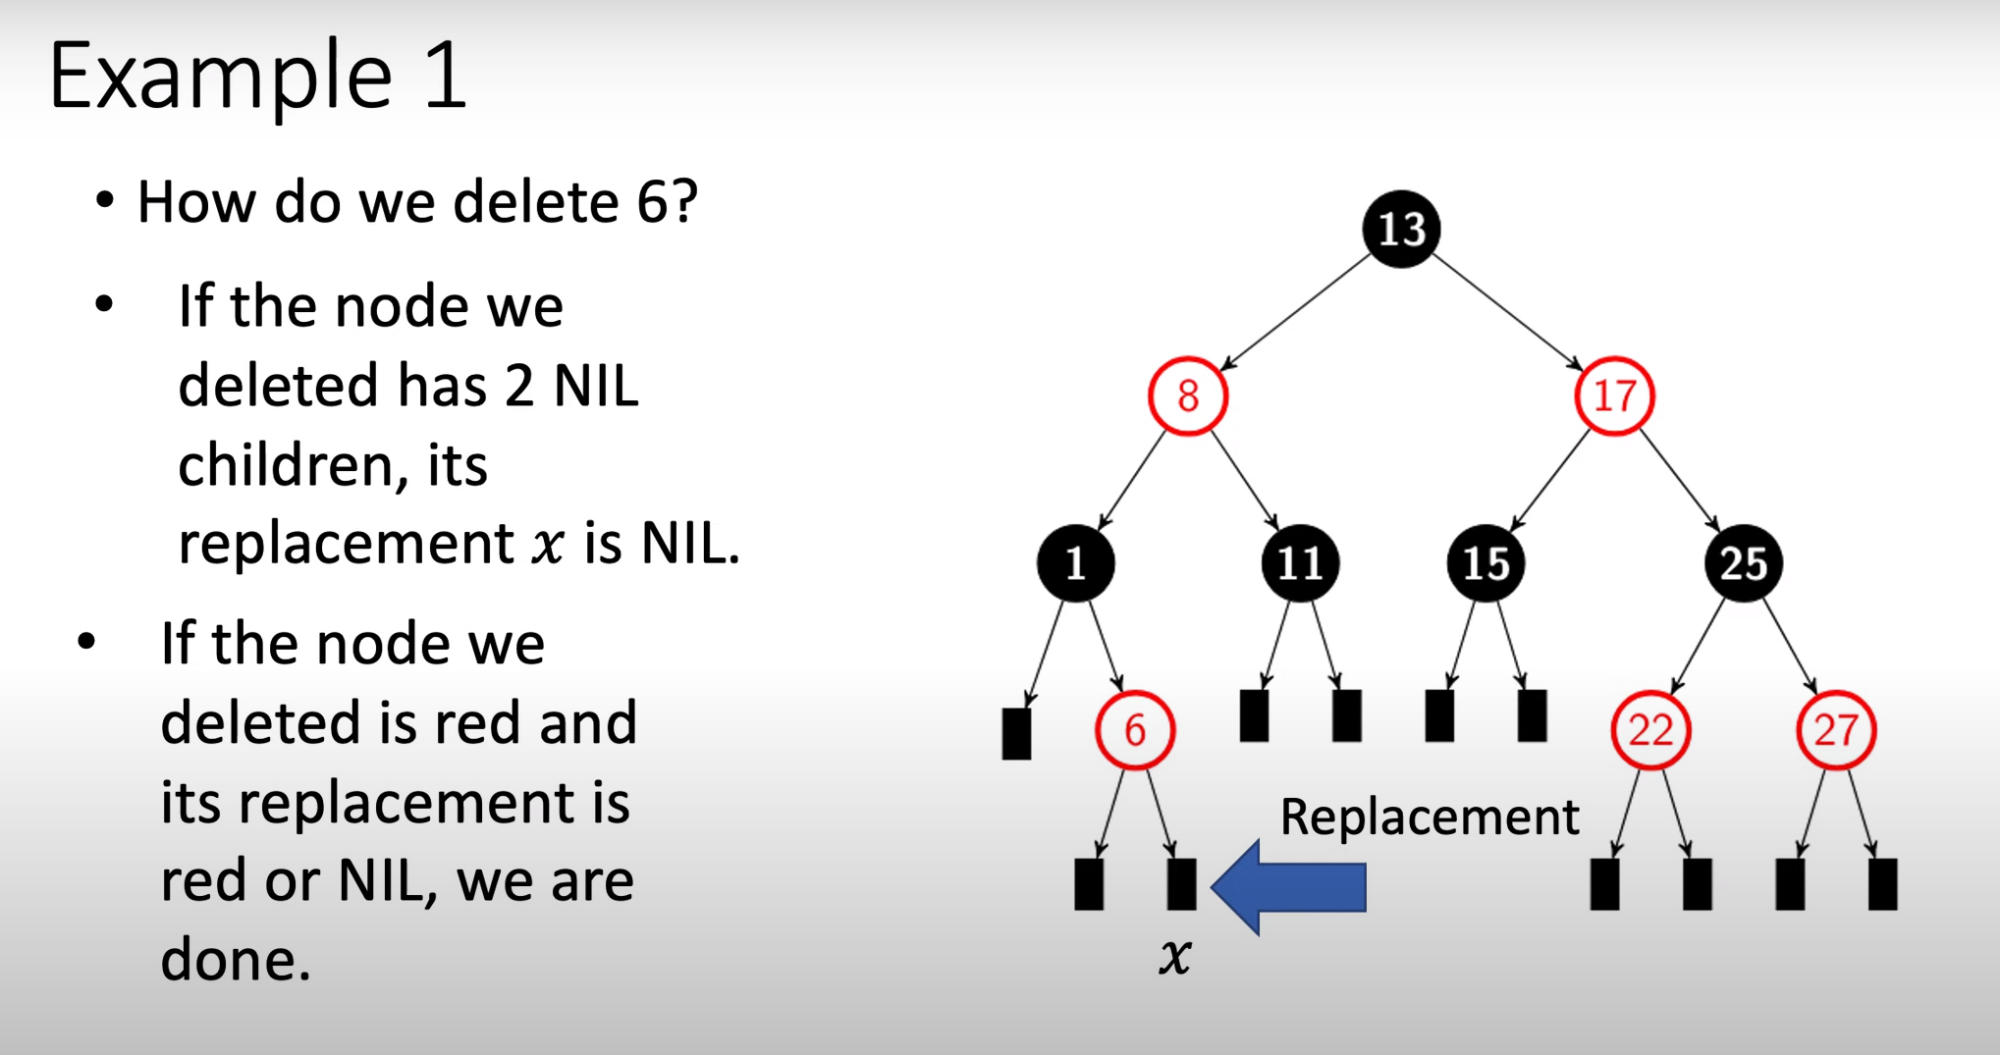 Example 1
• How do we delete 6?
• If the node we
deleted has 2 NIL
children, its
replacement x is NIL.
• If the node we
deleted is red and
its replacement is
red or NIL, we are
done.
13
8
17
1
11
15
25
6
22
27
Replacement
x